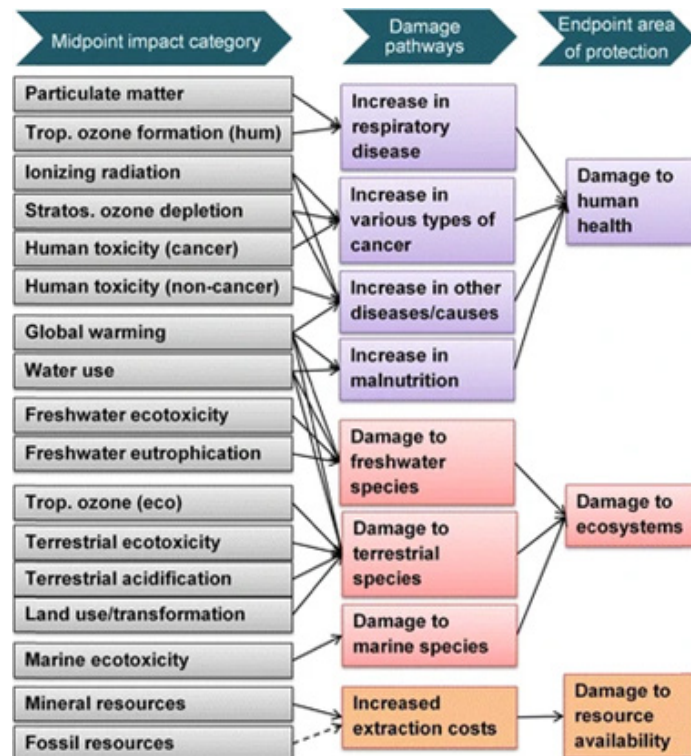 Midpoint impact category
Damage
pathways
Endpoint area
of protection
Particulate matter
Trop. ozone formation (hum)
Ionizing radiation
Stratos. ozone depletion
Human toxicity (cancer)
Human toxicity (non-cancer)
Global warming
Water use
Freshwater ecotoxicity
Freshwater eutrophication
Trop. ozone (eco)
Terrestrial ecotoxicity
Terrestrial acidification
Land use/transformation
Marine ecotoxicity
Mineral resources
Fossil resources
Increase in
respiratory
disease
Increase in
various types of
cancer
Increase in other
diseases/causes
Increase in
malnutrition
Damage to
freshwater
species
Damage to
terrestrial
species
Damage to
marine species
Increased
extraction costs
Damage to
human
health
Damage to
ecosystems
Damage to
resource
availability